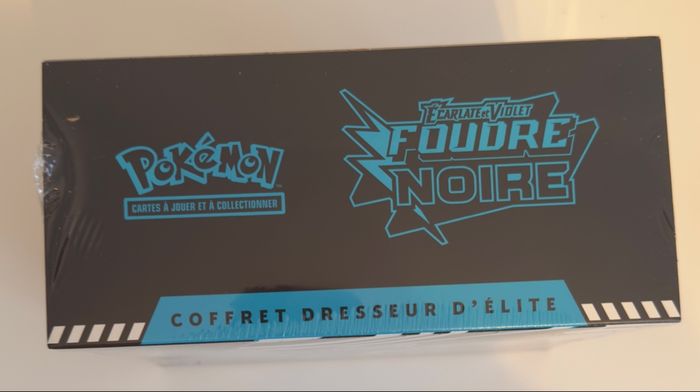 POKÉMON
CARTES À JOUER ET À COLLECTIONNER
ÉCARLATE ET VIOLET
FOUDRE
NOIRE
COFFRET DRESSEUR D'ÉLITE